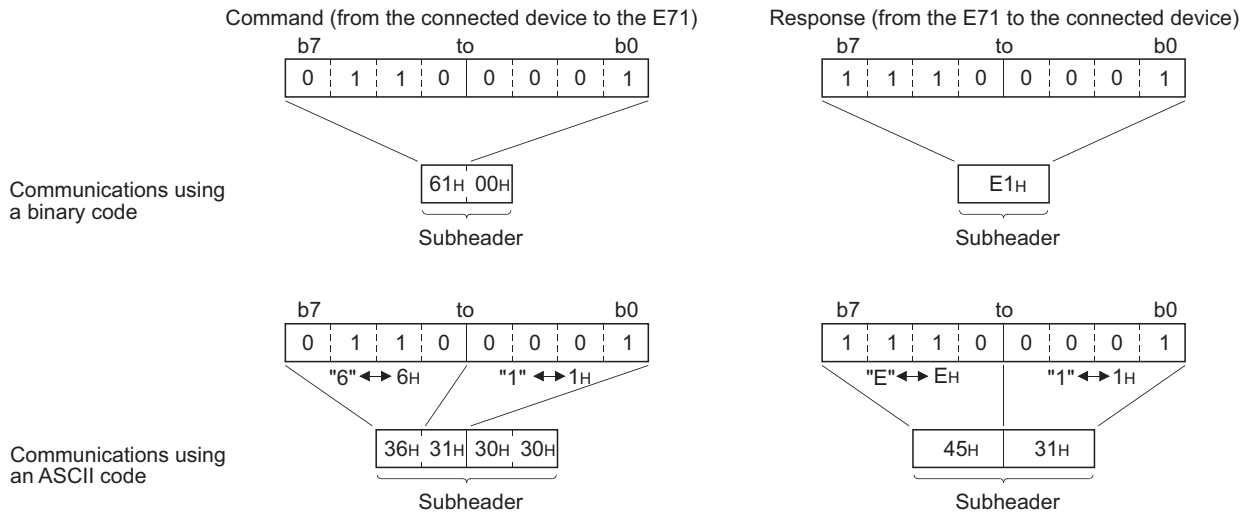 Command (from the connected device to the E71)
b7 to b0
0 1 1 0 0 0 0 1
Communications using
a binary code
61H 00H
Subheader
Response (from the E71 to the connected device)
b7 to b0
1 1 1 0 0 0 0 1
E1H
Subheader
b7 to b0
0 1 1 0 0 0 0 1
"6" ↔ 6H "1" ↔ 1H
Communications using
an ASCII code
36H 31H 30H 30H
Subheader
b7 to b0
1 1 1 0 0 0 0 1
"E" ↔ EH "1" ↔ 1H
45H 31H
Subheader